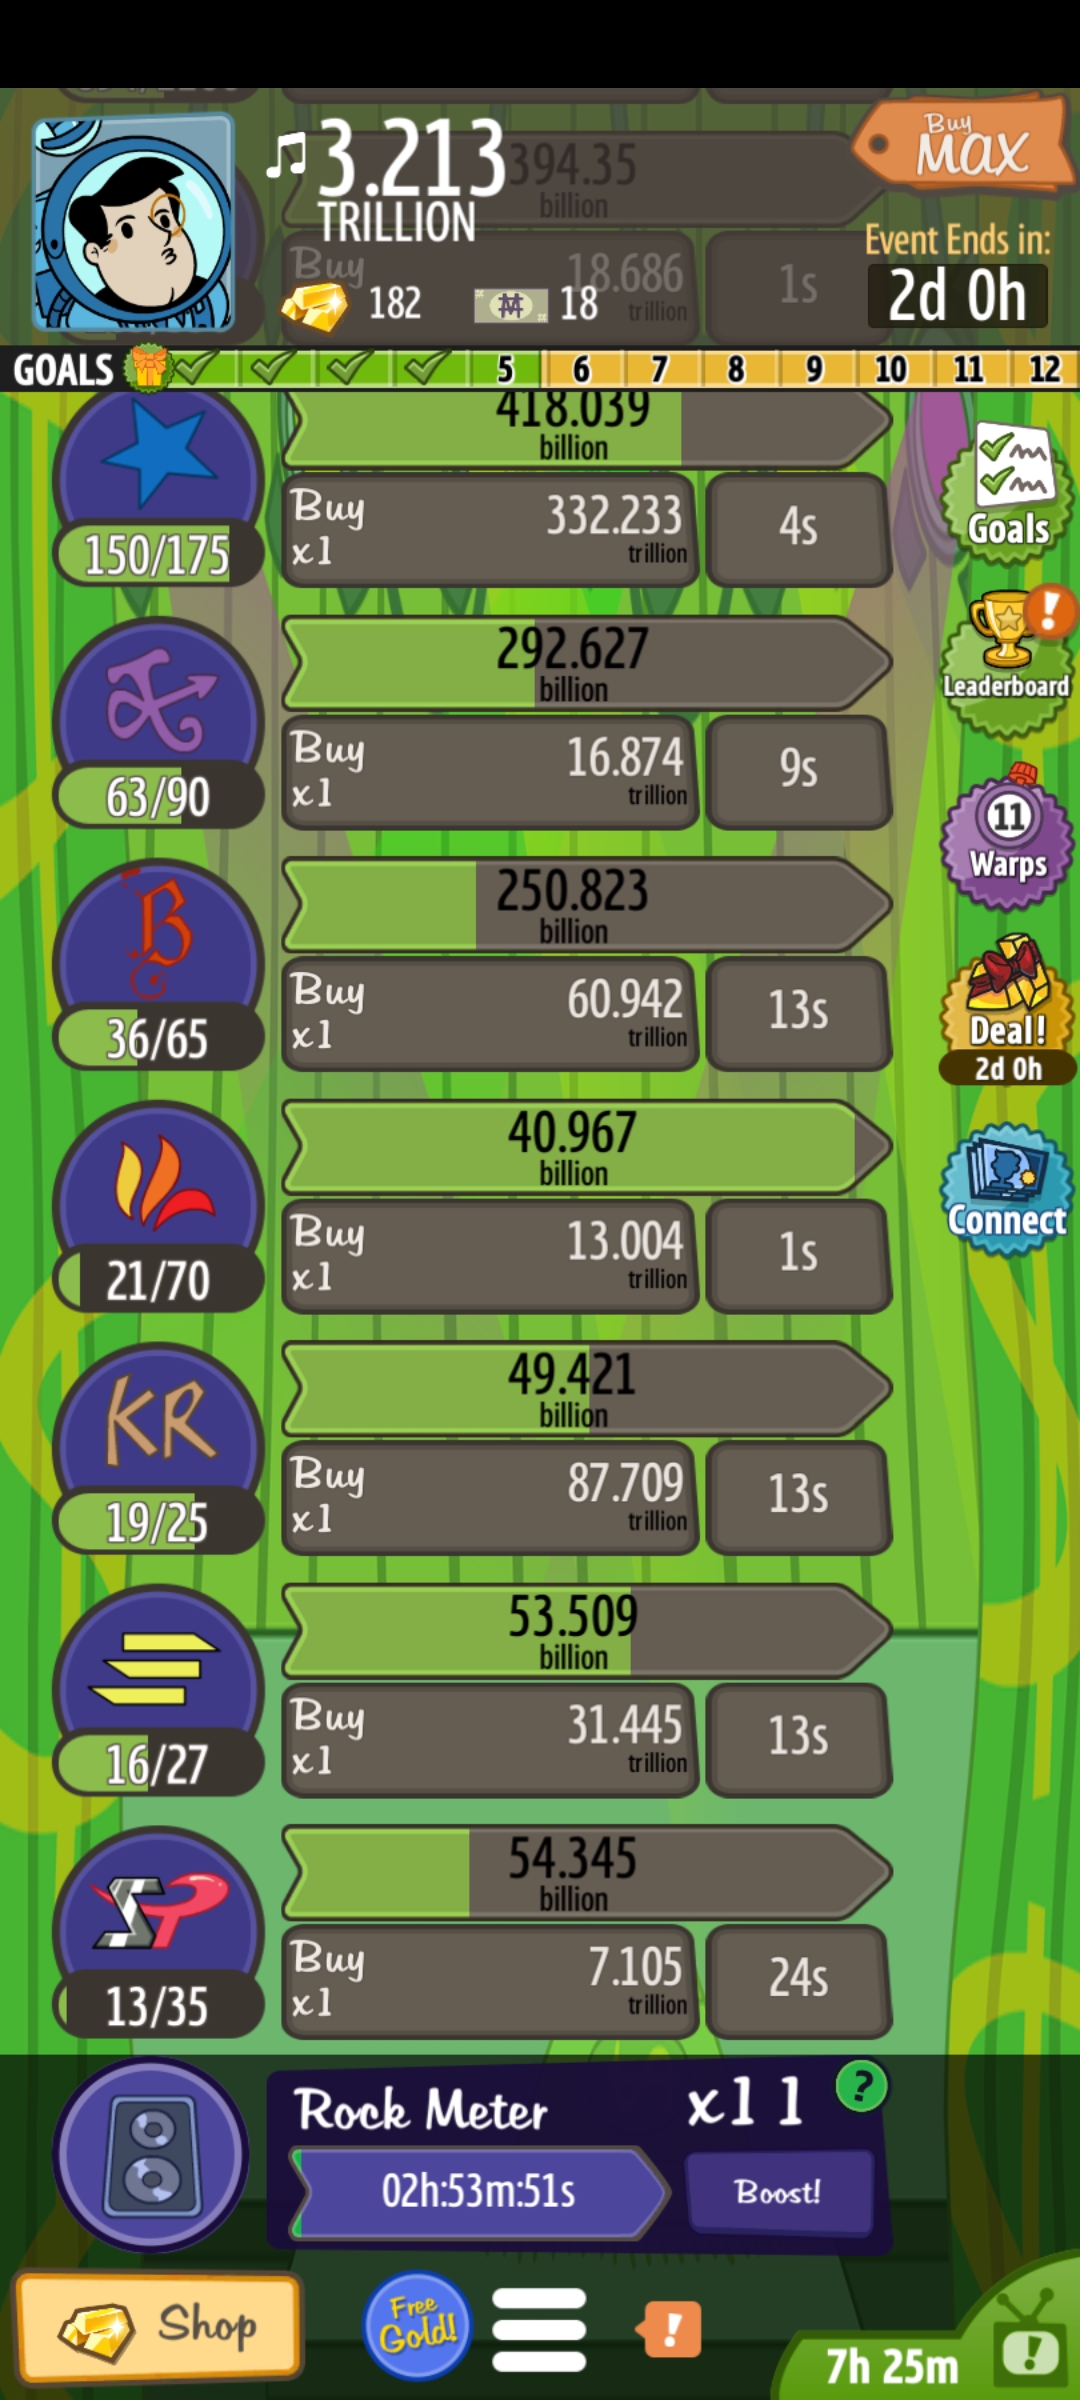 3.213
TRILLION
394.35
billion
Buy
MAX
Buy
18.686
trillion
1s
182
18
Event Ends in:
2d 0h
GOALS
5
6
7
8
9
10
11
12
418.039
billion
Buy
x1
332.233
trillion
4s
150/175
Goals
292.627
billion
Buy
x1
16.874
trillion
9s
63/90
Leaderboard
250.823
billion
Buy
x1
60.942
trillion
13s
B
36/65
11
Warps
Deal!
2d 0h
40.967
billion
Buy
x1
13.004
trillion
1s
21/70
Connect
49.421
billion
Buy
x1
87.709
trillion
13s
KR
19/25
53.509
billion
Buy
x1
31.445
trillion
13s
16/27
54.345
billion
Buy
x1
7.105
trillion
24s
SP
13/35
Rock Meter
x11
?
02h:53m:51s
Boost!
Shop
Free
Gold!
!
7h 25m
!